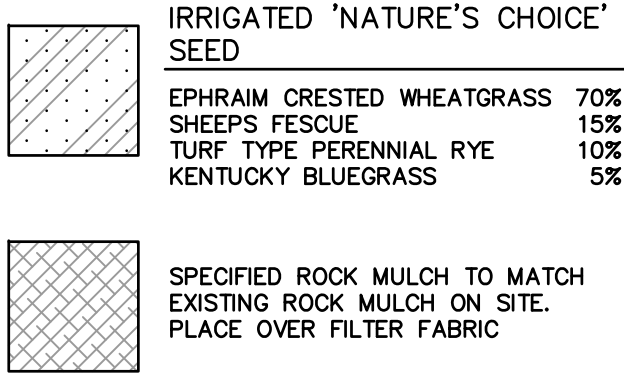 IRRIGATED 'NATURE'S CHOICE'
SEED
EPHRAIM CRESTED WHEATGRASS 70%
SHEEPS FESCUE 15%
TURF TYPE PERENNIAL RYE 10%
KENTUCKY BLUEGRASS 5%
SPECIFIED ROCK MULCH TO MATCH
EXISTING ROCK MULCH ON SITE.
PLACE OVER FILTER FABRIC